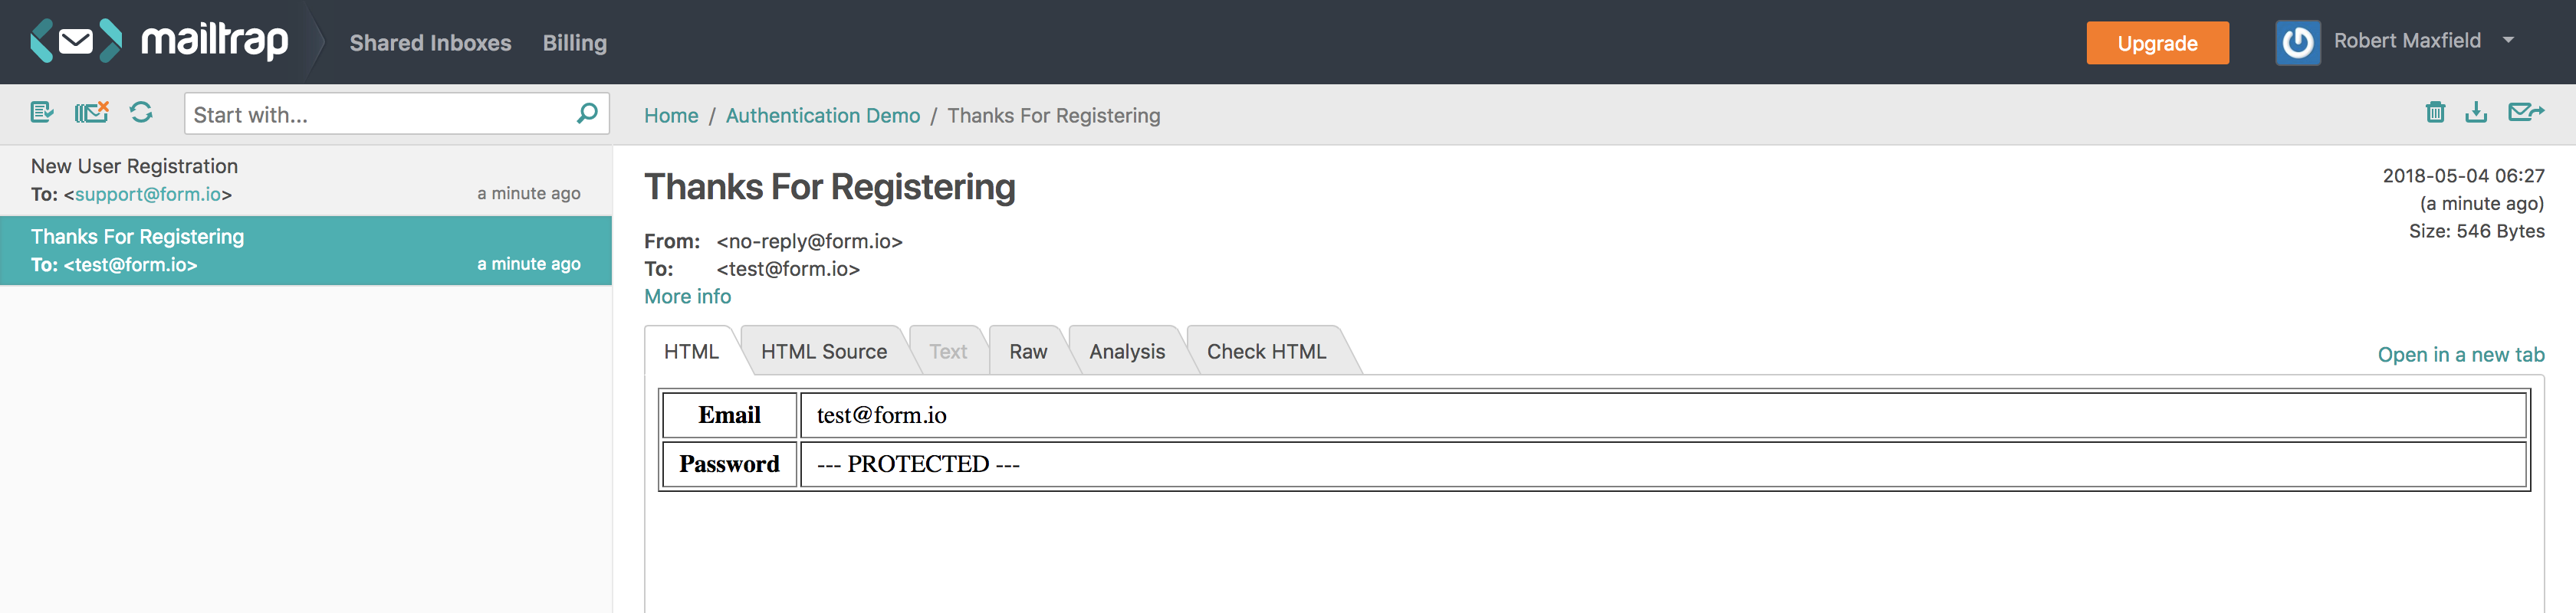 mailtrap Shared Inboxes Billing Upgrade Robert Maxfield
Start with...
Home / Authentication Demo / Thanks For Registering
New User Registration
To: <support@form.io> a minute ago
Thanks For Registering
To: <test@form.io> a minute ago
Thanks For Registering
2018-05-04 06:27
(a minute ago)
Size: 546 Bytes
From: <no-reply@form.io>
To: <test@form.io>
More info
HTML HTML Source Text Raw Analysis Check HTML
Open in a new tab
Email test@form.io
Password --- PROTECTED ---